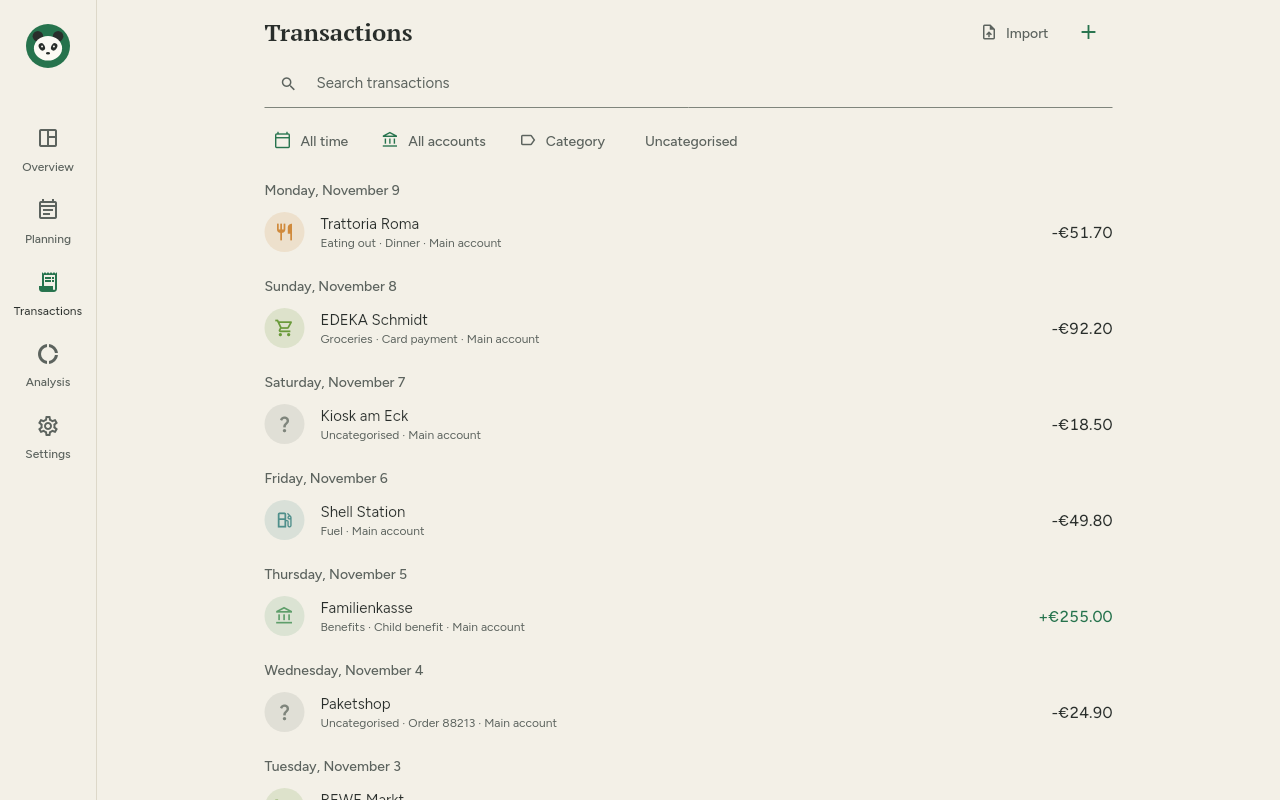 Transactions
Import
Search transactions
All time
All accounts
Category
Uncategorised
Overview
Planning
Transactions
Analysis
Settings
Monday, November 9
Trattoria Roma
Eating out · Dinner · Main account
-€51.70
Sunday, November 8
EDEKA Schmidt
Groceries · Card payment · Main account
-€92.20
Saturday, November 7
Kiosk am Eck
Uncategorised · Main account
-€18.50
Friday, November 6
Shell Station
Fuel · Main account
-€49.80
Thursday, November 5
Familienkasse
Benefits · Child benefit · Main account
+€255.00
Wednesday, November 4
Paketshop
Uncategorised · Order 88213 · Main account
-€24.90
Tuesday, November 3
REWE Markt